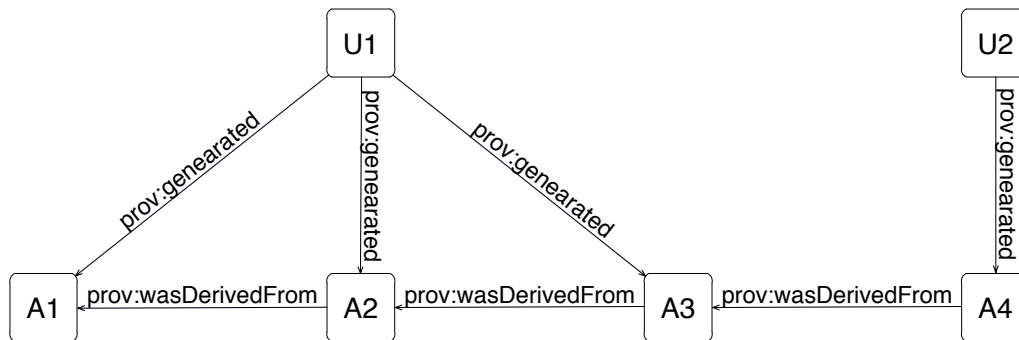 U1
U2
prov:genearated
prov:genearated
prov:genearated
prov:genearated
A1
prov:wasDerivedFrom
A2
prov:wasDerivedFrom
A3
prov:wasDerivedFrom
A4